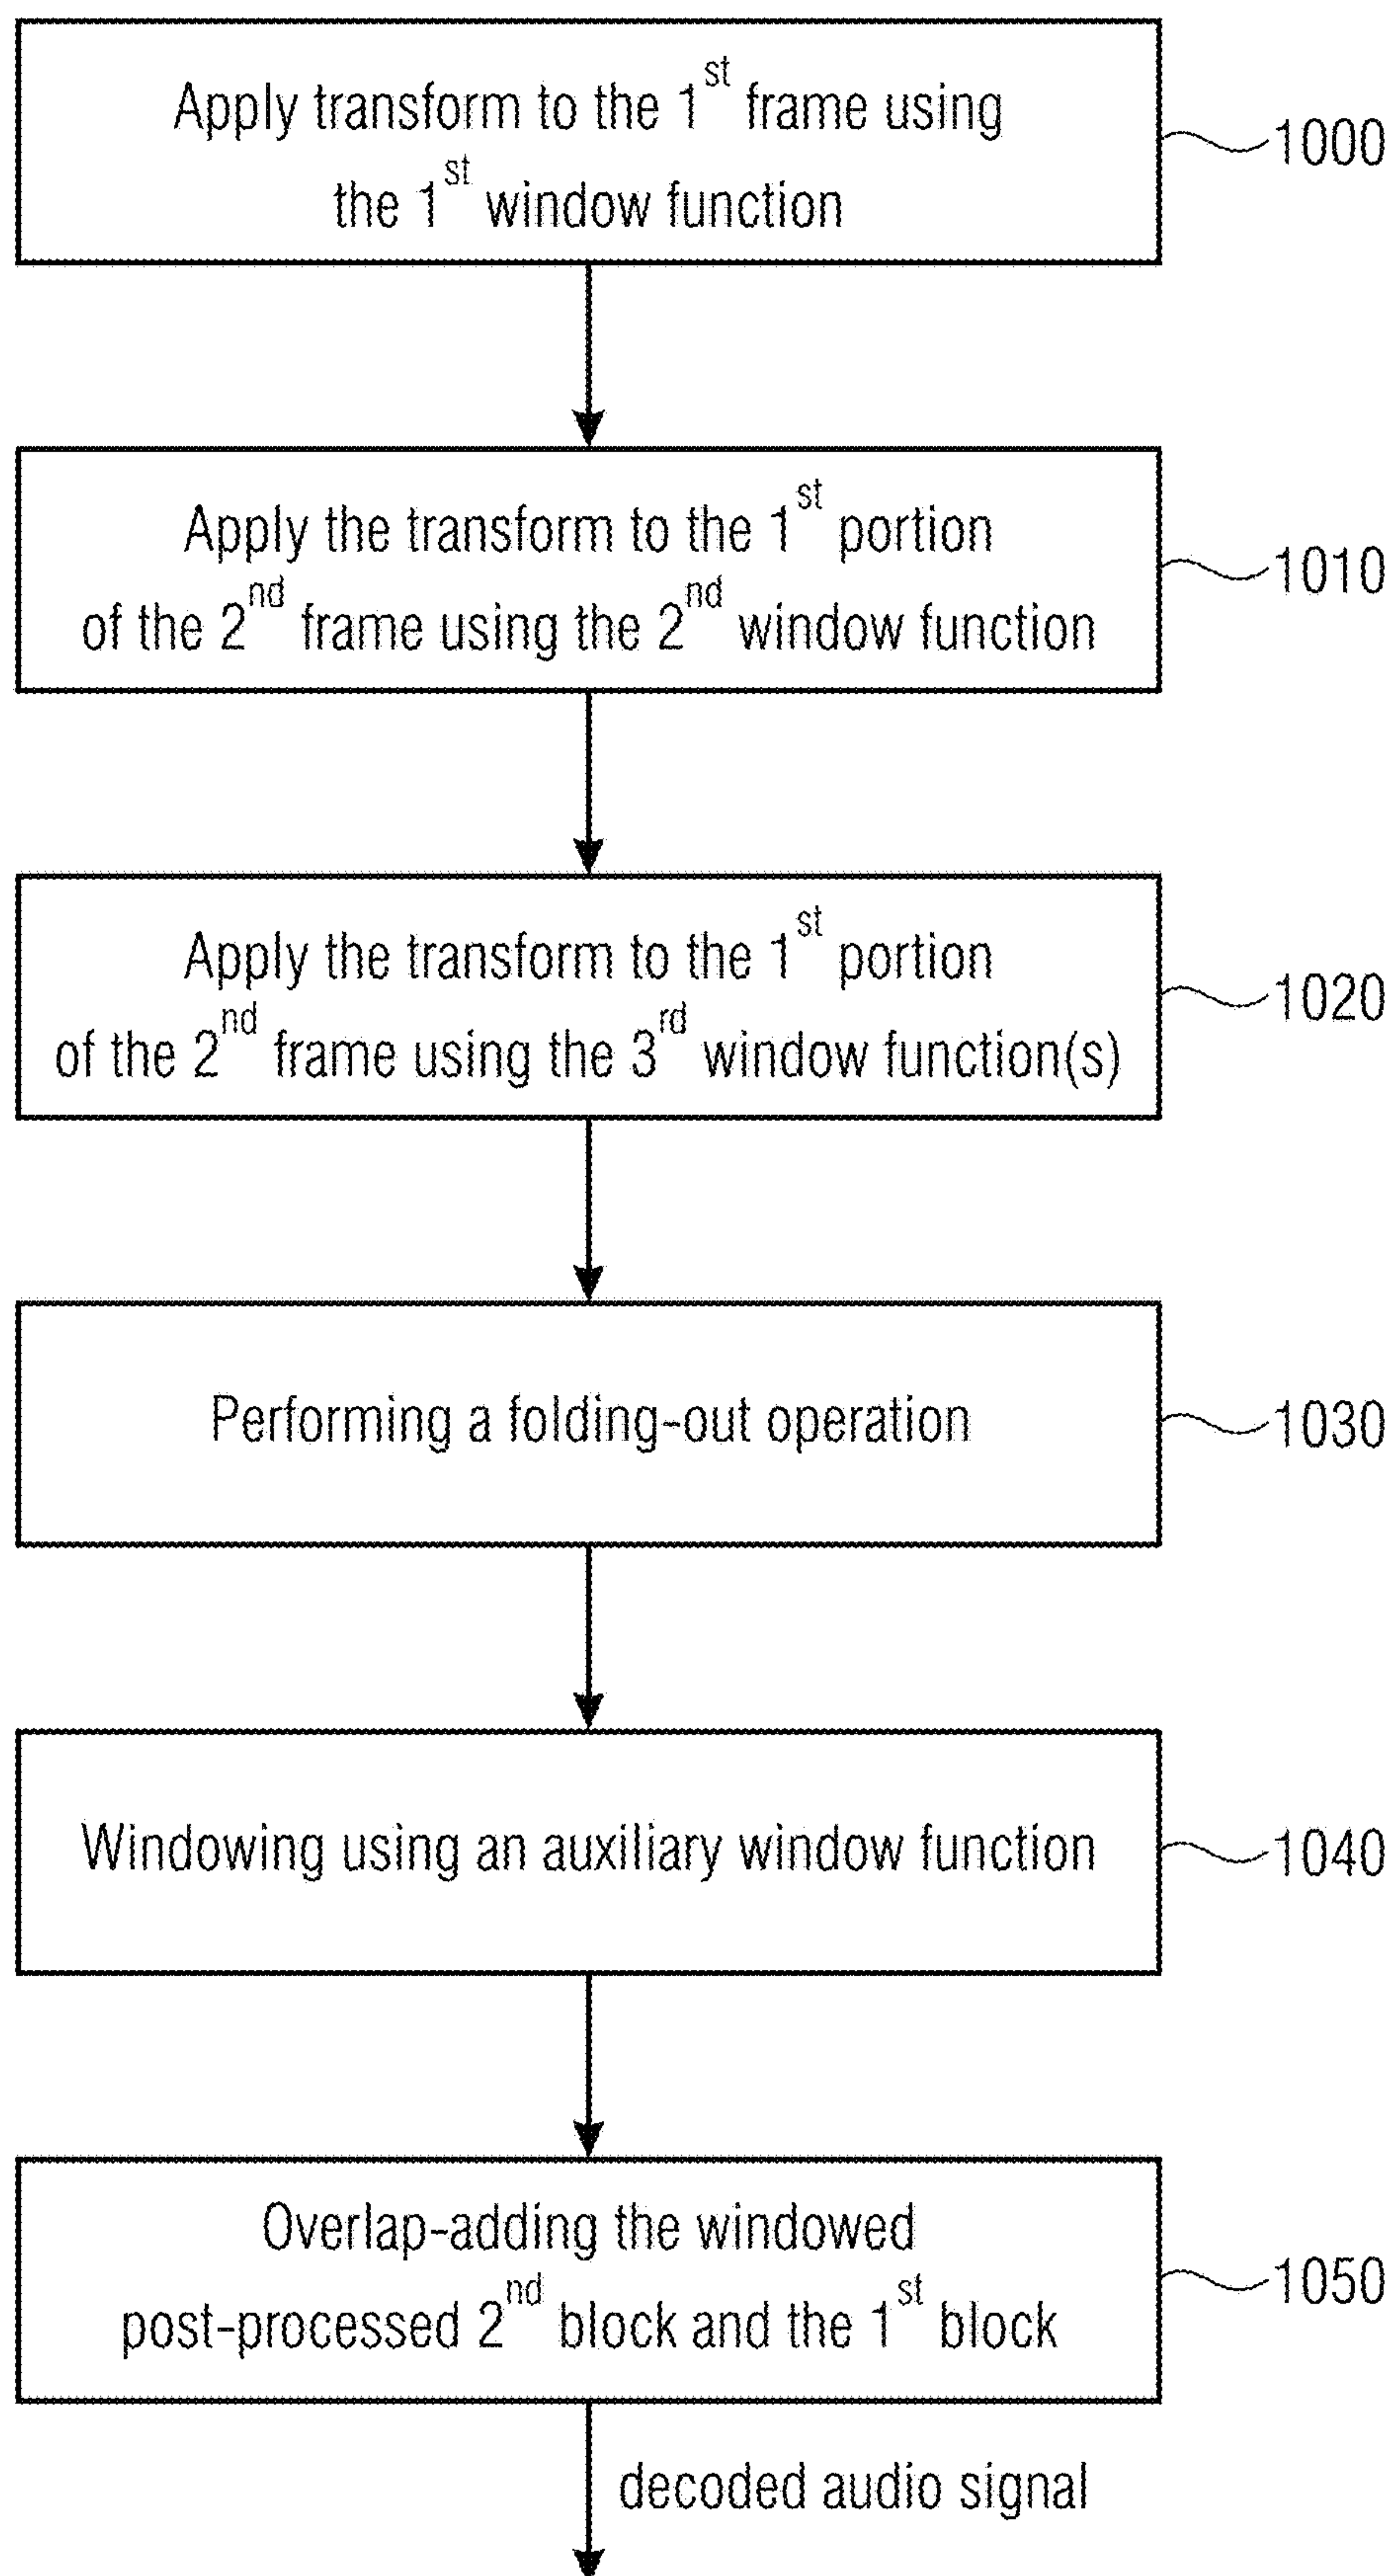 Apply transform to the 1st frame using
the 1st window function
1000
Apply the transform to the 1st portion
of the 2nd frame using the 2nd window function
1010
Apply the transform to the 1st portion
of the 2nd frame using the 3rd window function(s)
1020
Performing a folding-out operation
1030
Windowing using an auxiliary window function
1040
Overlap-adding the windowed
post-processed 2nd block and the 1st block
1050
decoded audio signal